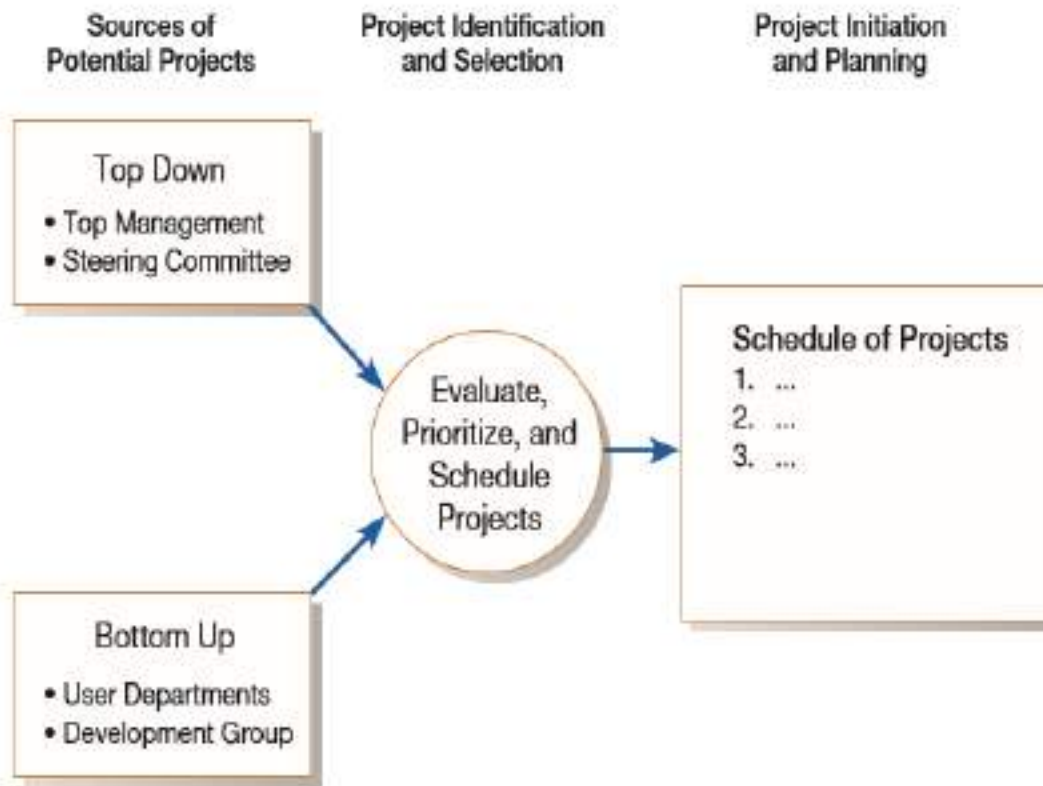 Sources of
Potential Projects
Project Identification
and Selection
Project Initiation
and Planning
Top Down
• Top Management
• Steering Committee
Evaluate,
Prioritize, and
Schedule
Projects
Schedule of Projects
1. ...
2. ...
3. ...
Bottom Up
• User Departments
• Development Group